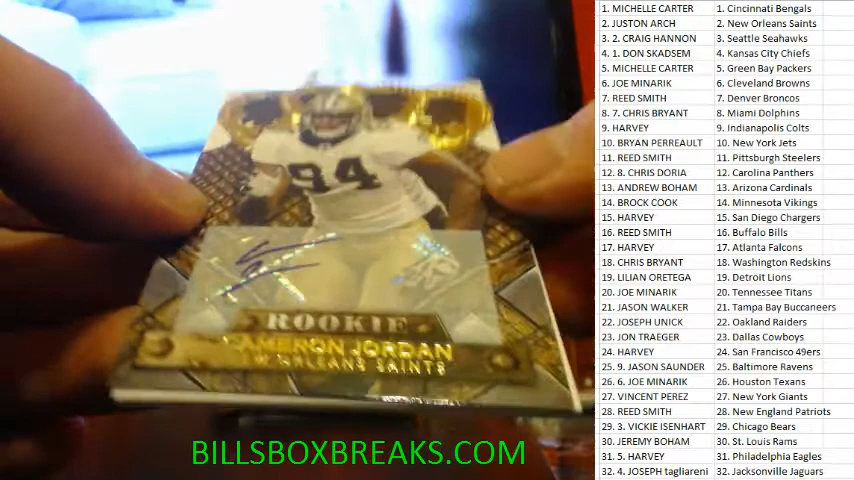 94
ROOKIE
CAMERON JORDAN
NEW ORLEANS SAINTS
BILLSBOXBREAKS.COM
1. MICHELLE CARTER 1. Cincinnati Bengals
2. JUSTON ARCH 2. New Orleans Saints
3. 2. CRAIG HANNON 3. Seattle Seahawks
4. 1. DON SKADSEM 4. Kansas City Chiefs
5. MICHELLE CARTER 5. Green Bay Packers
6. JOE MINARIK 6. Cleveland Browns
7. REED SMITH 7. Denver Broncos
8. 7. CHRIS BRYANT 8. Miami Dolphins
9. HARVEY 9. Indianapolis Colts
10. BRYAN PERREAULT 10. New York Jets
11. REED SMITH 11. Pittsburgh Steelers
12. 8. CHRIS DORIA 12. Carolina Panthers
13. ANDREW BOHAM 13. Arizona Cardinals
14. BROCK COOK 14. Minnesota Vikings
15. HARVEY 15. San Diego Chargers
16. REED SMITH 16. Buffalo Bills
17. HARVEY 17. Atlanta Falcons
18. CHRIS BRYANT 18. Washington Redskins
19. LILIAN ORETEGA 19. Detroit Lions
20. JOE MINARIK 20. Tennessee Titans
21. JASON WALKER 21. Tampa Bay Buccaneers
22. JOSEPH UNICK 22. Oakland Raiders
23. JON TRAEGER 23. Dallas Cowboys
24. HARVEY 24. San Francisco 49ers
25. 9. JASON SAUNDER 25. Baltimore Ravens
26. 6. JOE MINARIK 26. Houston Texans
27. VINCENT PEREZ 27. New York Giants
28. REED SMITH 28. New England Patriots
29. 3. VICKIE ISENHART 29. Chicago Bears
30. JEREMY BOHAM 30. St. Louis Rams
31. 5. HARVEY 31. Philadelphia Eagles
32. 4. JOSEPH tagliareni 32. Jacksonville Jaguars